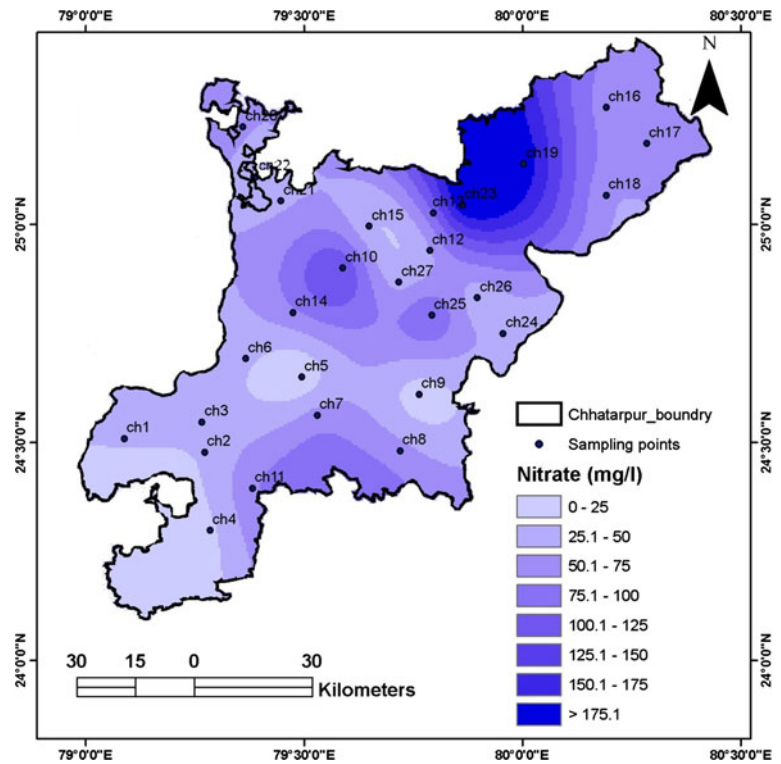 79°0'0"E 79°30'0"E 80°0'0"E 80°30'0"E
N
ch20
ch16
ch17
ch22
ch19
ch21
ch18
ch13
ch23
25°0'0"N
25°0'0"N
ch15
ch12
ch10
ch27
ch26
ch14
ch25
ch24
ch6
ch5
ch9
ch3
ch7
ch1
ch2
ch8
24°30'0"N
24°30'0"N
ch11
ch4
Chhatarpur_boundry
Sampling points
Nitrate (mg/l)
0 - 25
25.1 - 50
50.1 - 75
75.1 - 100
100.1 - 125
125.1 - 150
150.1 - 175
> 175.1
24°0'0"N
24°0'0"N
30 15 0 30
Kilometers
79°0'0"E 79°30'0"E 80°0'0"E 80°30'0"E